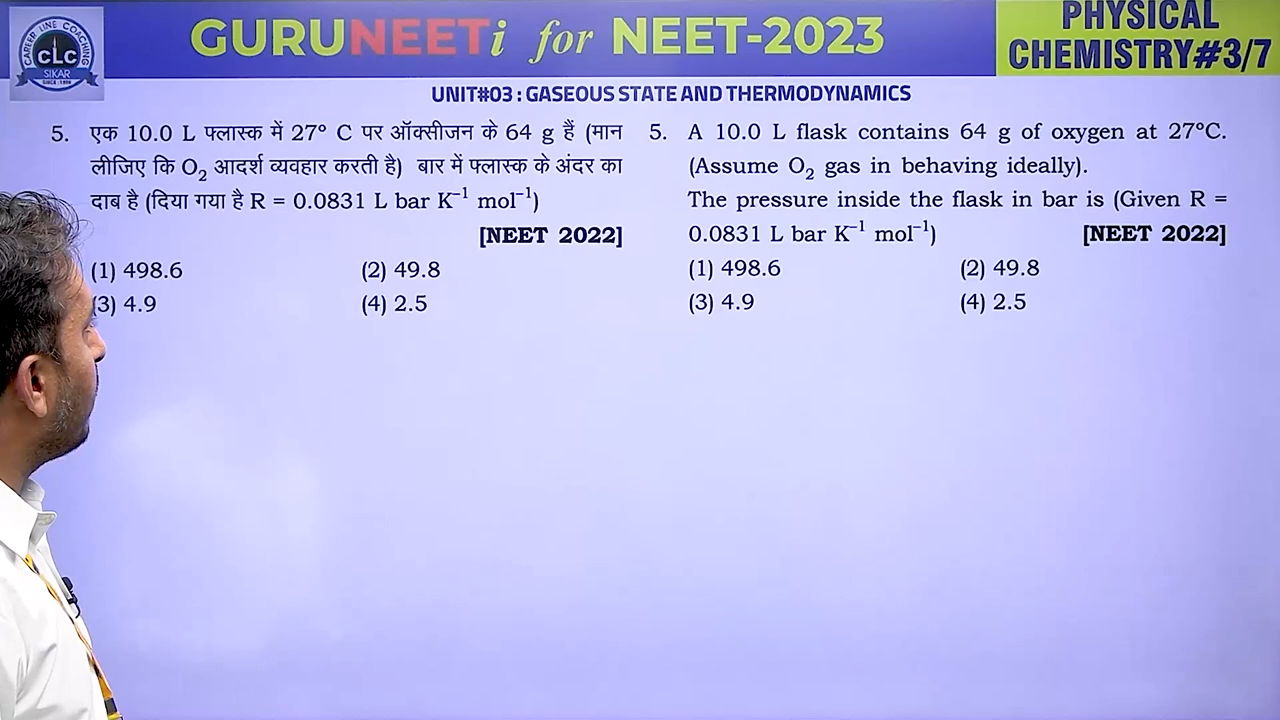 CAREER LINE COACHING
CLC
SIKAR
SINCE : 1996
GURUNEETi for NEET-2023
PHYSICAL
CHEMISTRY#3/7
UNIT#03 : GASEOUS STATE AND THERMODYNAMICS
5. एक 10.0 L फ्लास्क में 27° C पर ऑक्सीजन के 64 g हैं (मान
लीजिए कि O₂ आदर्श व्यवहार करती है) बार में फ्लास्क के अंदर का
दाब है (दिया गया है R = 0.0831 L bar K⁻¹ mol⁻¹)
[NEET 2022]
(1) 498.6 (2) 49.8
(3) 4.9 (4) 2.5
5. A 10.0 L flask contains 64 g of oxygen at 27°C.
(Assume O₂ gas in behaving ideally).
The pressure inside the flask in bar is (Given R =
0.0831 L bar K⁻¹ mol⁻¹) [NEET 2022]
(1) 498.6 (2) 49.8
(3) 4.9 (4) 2.5